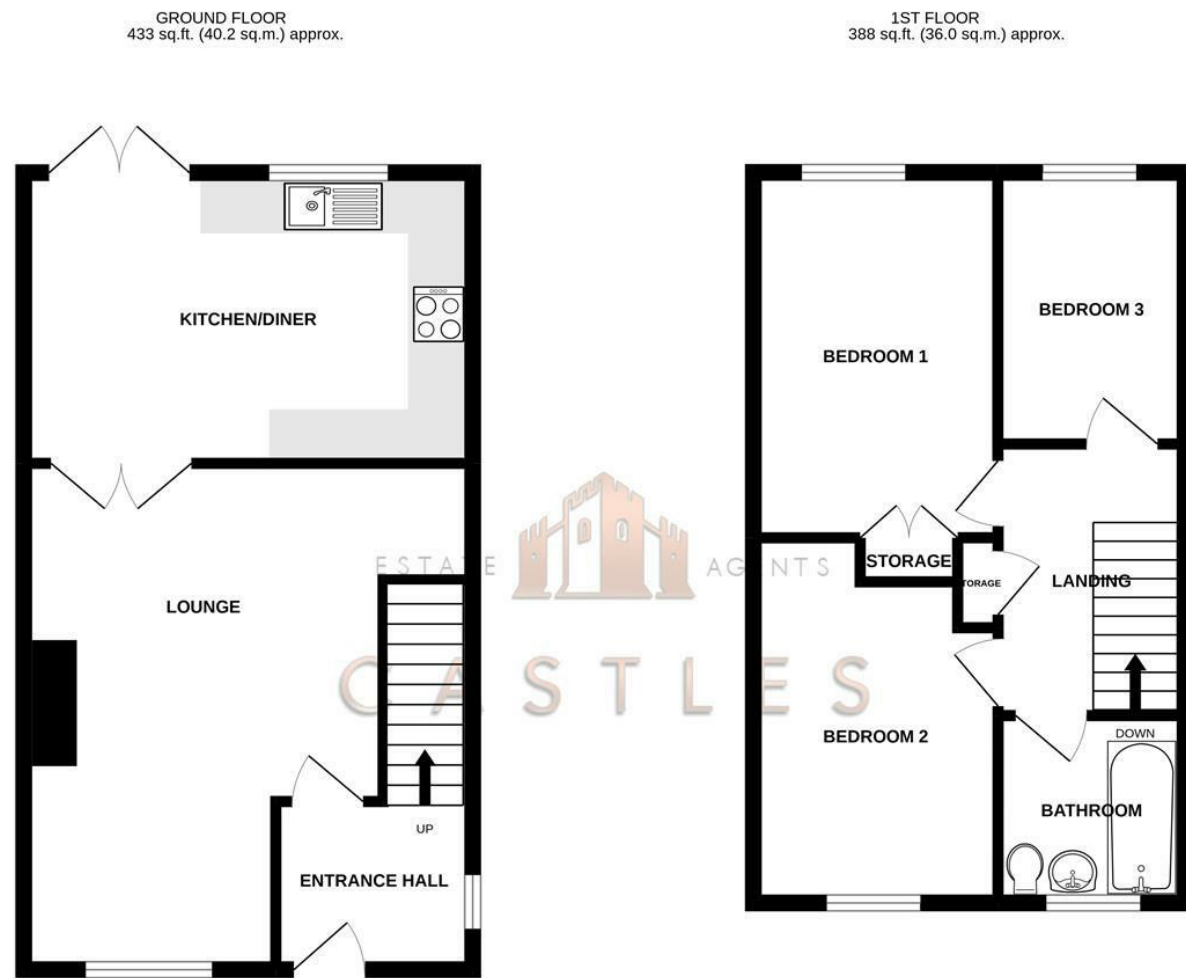 GROUND FLOOR
433 sq.ft. (40.2 sq.m.) approx.
1ST FLOOR
388 sq.ft. (36.0 sq.m.) approx.
KITCHEN/DINER
LOUNGE
UP
ENTRANCE HALL
BEDROOM 1
BEDROOM 3
STORAGE
TORAGE
LANDING
BEDROOM 2
DOWN
BATHROOM
ESTATE AGENTS
CASTLES